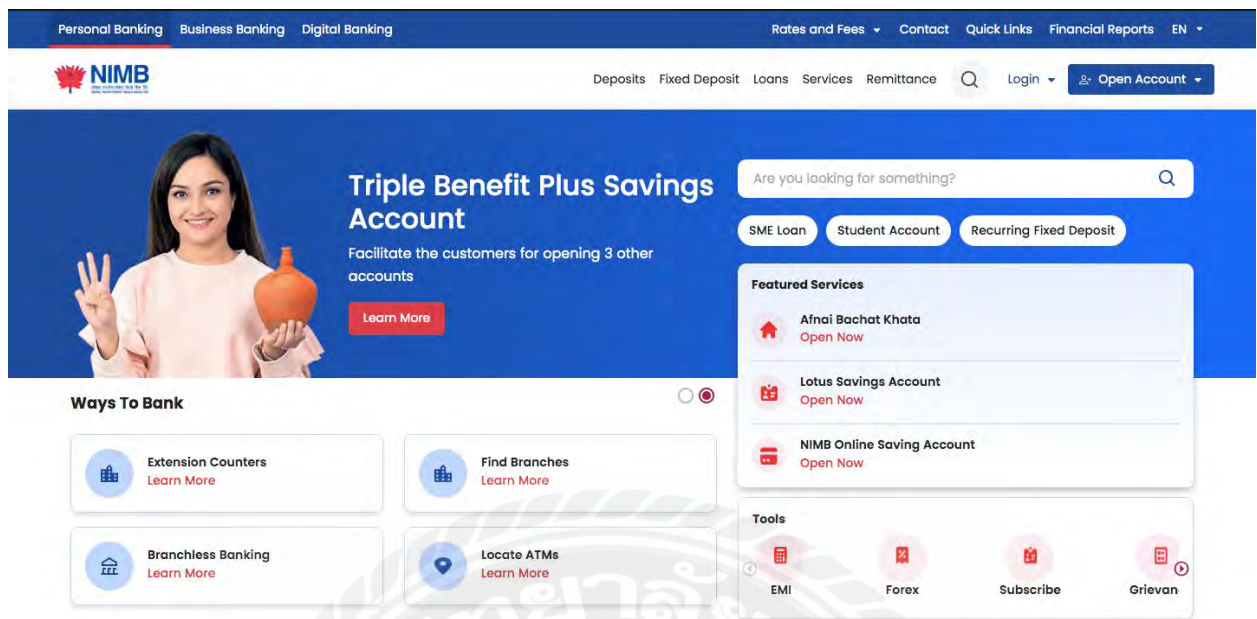 Personal Banking Business Banking Digital Banking
Rates and Fees Contact Quick Links Financial Reports EN
NIMB
Deposits Fixed Deposit Loans Services Remittance Login Open Account
Triple Benefit Plus Savings
Account
Facilitate the customers for opening 3 other
accounts
Learn More
Are you looking for something?
SME Loan Student Account Recurring Fixed Deposit
Featured Services
Afnai Bachat Khata
Open Now
Lotus Savings Account
Open Now
NIMB Online Saving Account
Open Now
Ways To Bank
Extension Counters
Learn More
Find Branches
Learn More
Branchless Banking
Learn More
Locate ATMs
Learn More
Tools
EMI Forex Subscribe Grievan